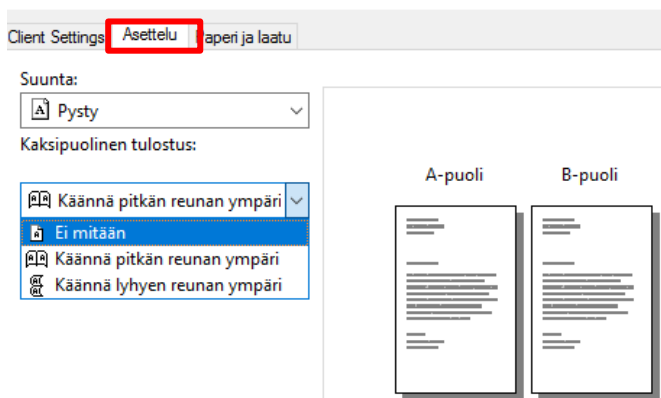 Client Settings Asettelu Paperi ja laatu
Suunta:
Pysty
Kaksipuolinen tulostus:
Käännä pitkän reunan ympäri
Ei mitään
Käännä pitkän reunan ympäri
Käännä lyhyen reunan ympäri
A-puoli B-puoli